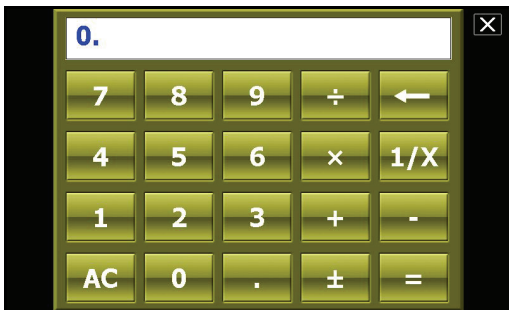 0.
7 8 9 ÷ ←
4 5 6 × 1/X
1 2 3 + -
AC 0 . ± =